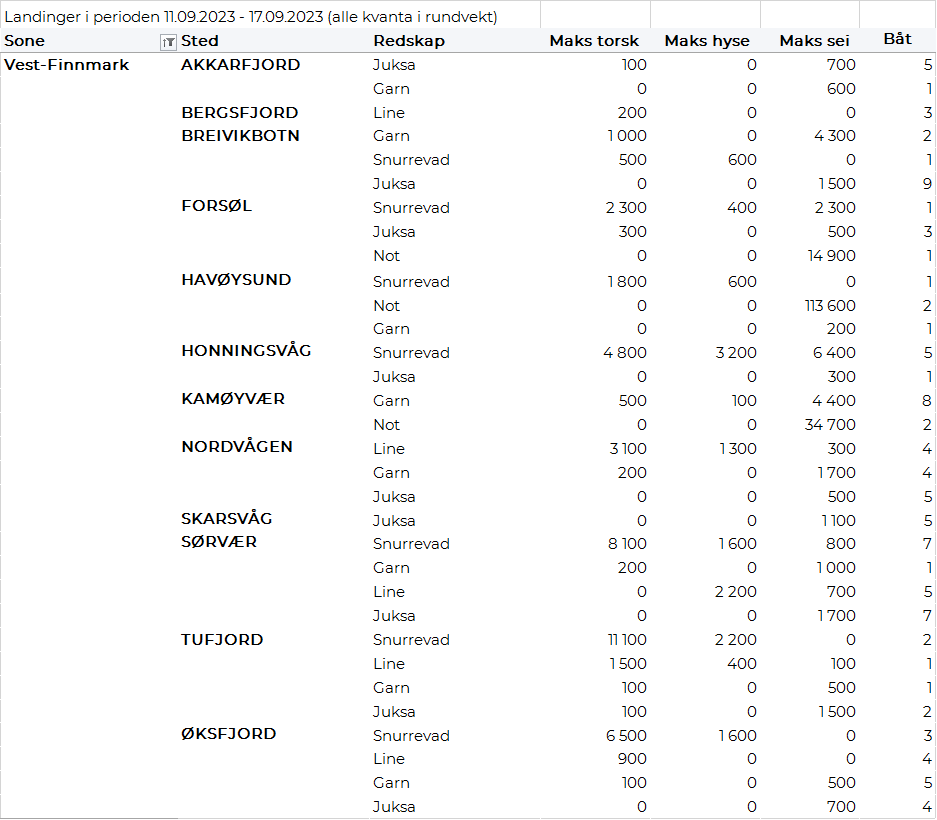 Landinger i perioden 11.09.2023 - 17.09.2023 (alle kvanta i rundvekt)
Sone Sted Redskap Maks torsk Maks hyse Maks sei Båt
Vest-Finnmark AKKARFJORD Juksa 100 0 700 5
Garn 0 0 600 1
BERGSFJORD Line 200 0 0 3
BREIVIKBOTN Garn 1 000 0 4 300 2
Snurrevad 500 600 0 1
Juksa 0 0 1 500 9
FORSØL Snurrevad 2 300 400 2 300 1
Juksa 300 0 500 3
Not 0 0 14 900 1
HAVØYSUND Snurrevad 1 800 600 0 1
Not 0 0 113 600 2
Garn 0 0 200 1
HONNINGSVÅG Snurrevad 4 800 3 200 6 400 5
Juksa 0 0 300 1
KAMØYVÆR Garn 500 100 4 400 8
Not 0 0 34 700 2
NORDVÅGEN Line 3 100 1 300 300 4
Garn 200 0 1 700 4
Juksa 0 0 500 5
SKARSVÅG Juksa 0 0 1 100 5
SØRVÆR Snurrevad 8 100 1 600 800 7
Garn 200 0 1 000 1
Line 0 2 200 700 5
Juksa 0 0 1 700 7
TUFJORD Snurrevad 11 100 2 200 0 2
Line 1 500 400 100 1
Garn 100 0 500 1
Juksa 100 0 1 500 2
ØKSFJORD Snurrevad 6 500 1 600 0 3
Line 900 0 0 4
Garn 100 0 500 5
Juksa 0 0 700 4